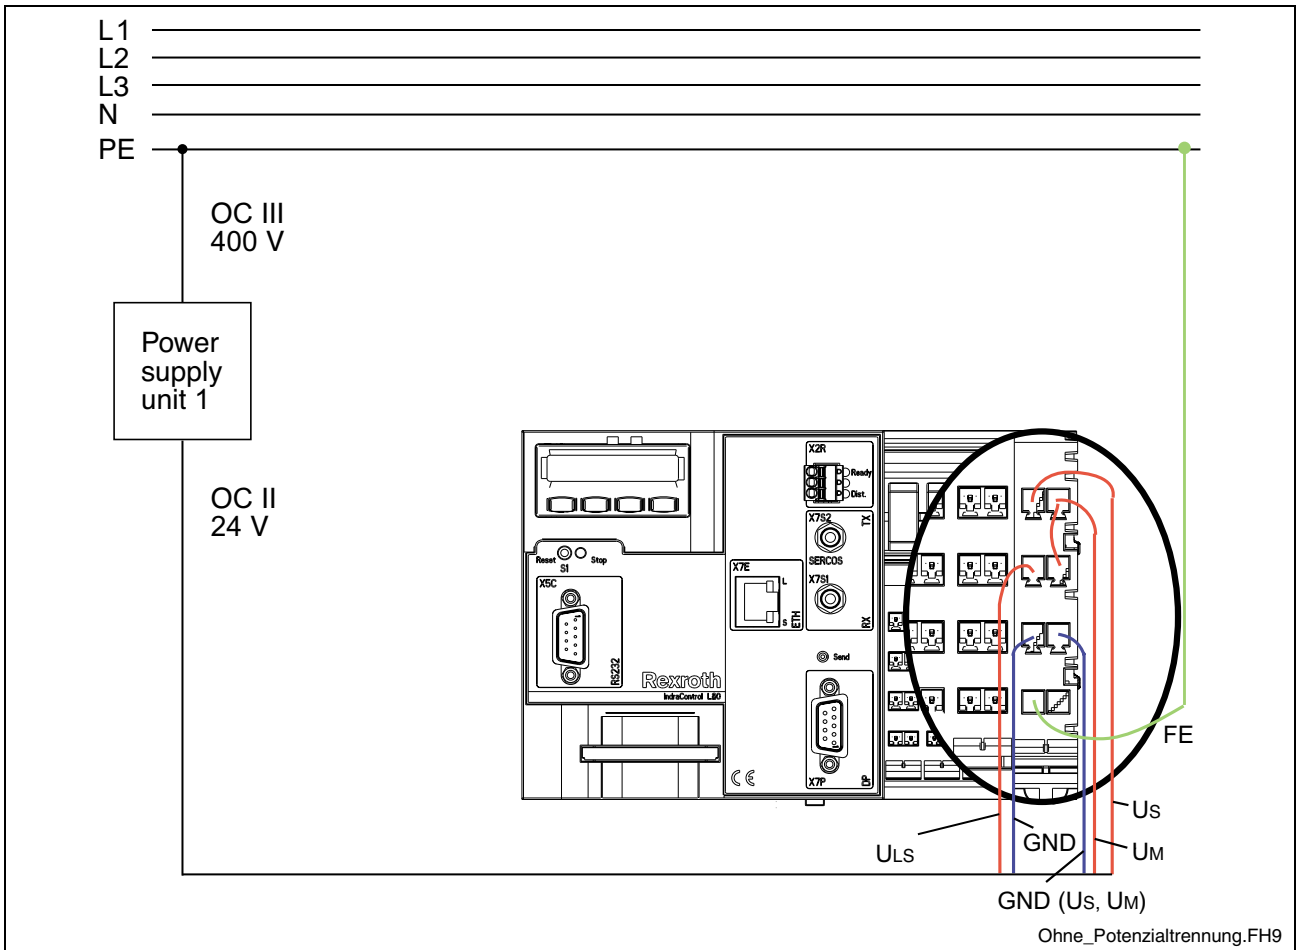 L1
L2
L3
N
PE
OC III
400 V
Power
supply
unit 1
OC II
24 V
X2R
Ready
Dist.
X7S2
TX
SERCOS
X7S1
RX
Reset
Stop
S1
X5C
RS232
X7E
L
S
ETH
Send
Rexroth
IndraControl L80
X7P
DP
CE
FE
US
ULS
GND
UM
GND (US, UM)
Ohne_Potenzialtrennung.FH9